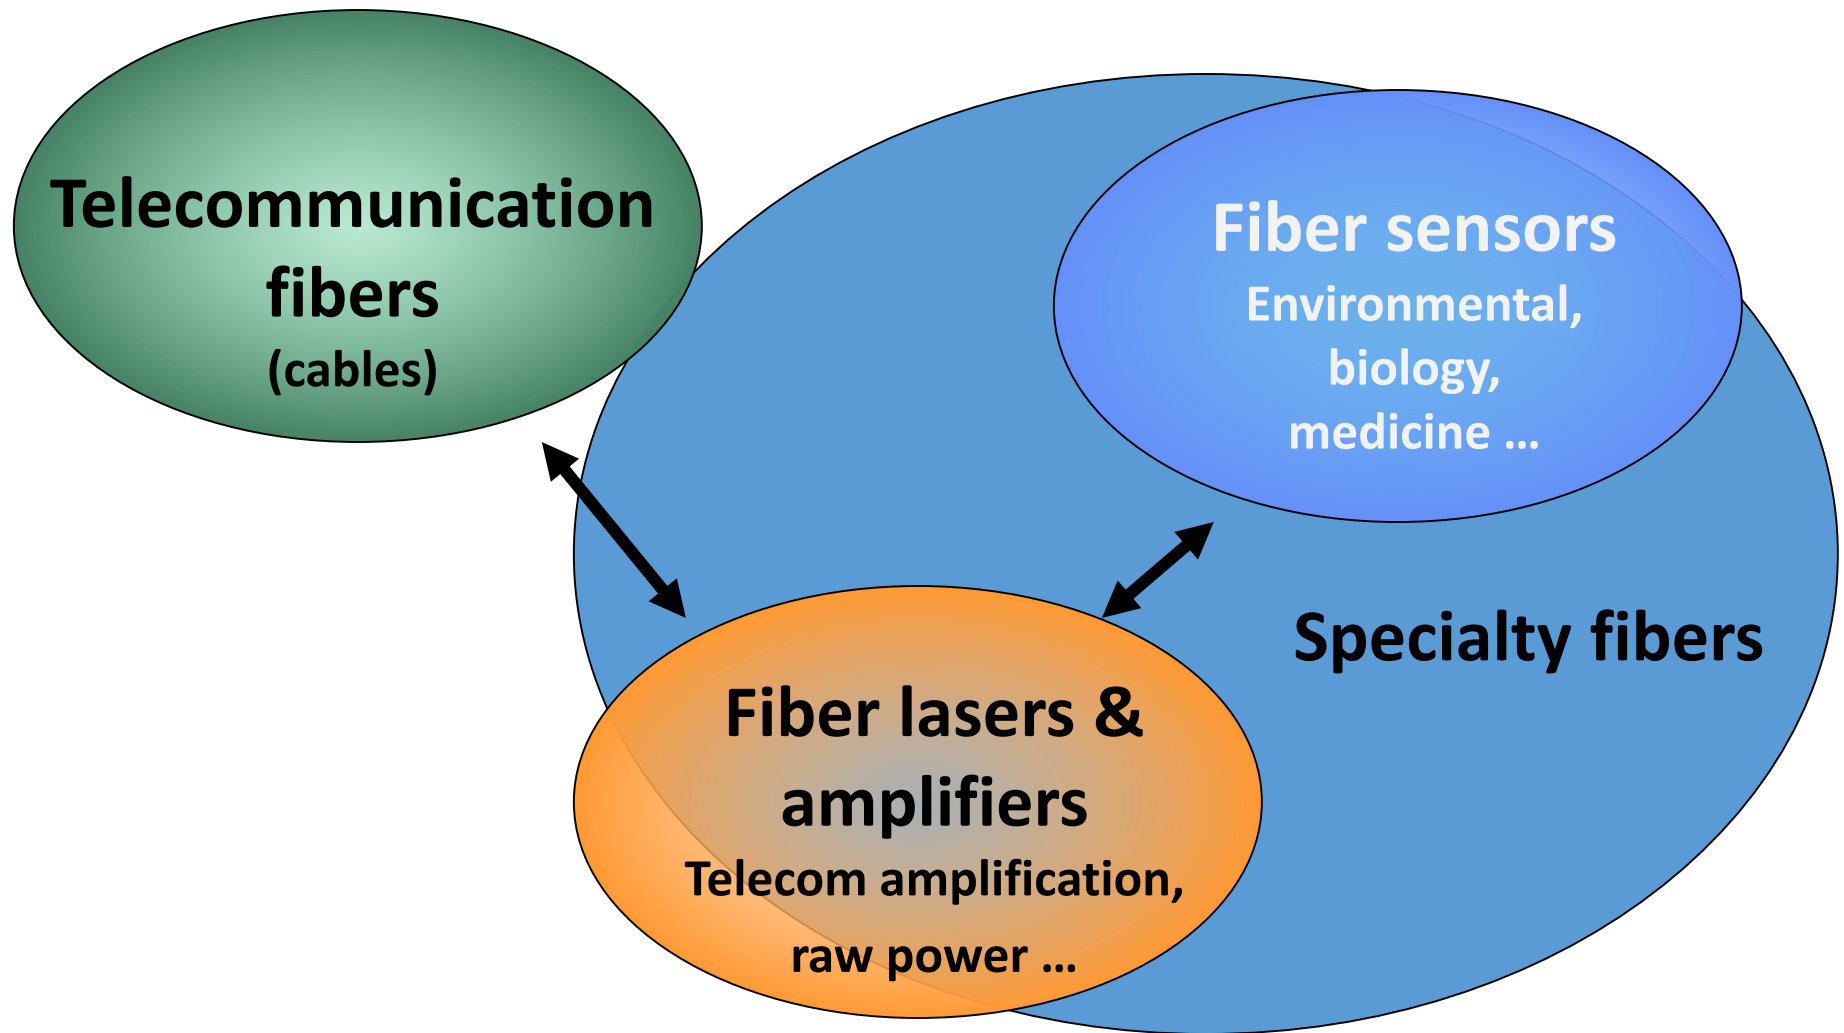 Telecommunication
fibers
(cables)
Fiber sensors
Environmental,
biology,
medicine ...
Specialty fibers
Fiber lasers &
amplifiers
Telecom amplification,
raw power ...